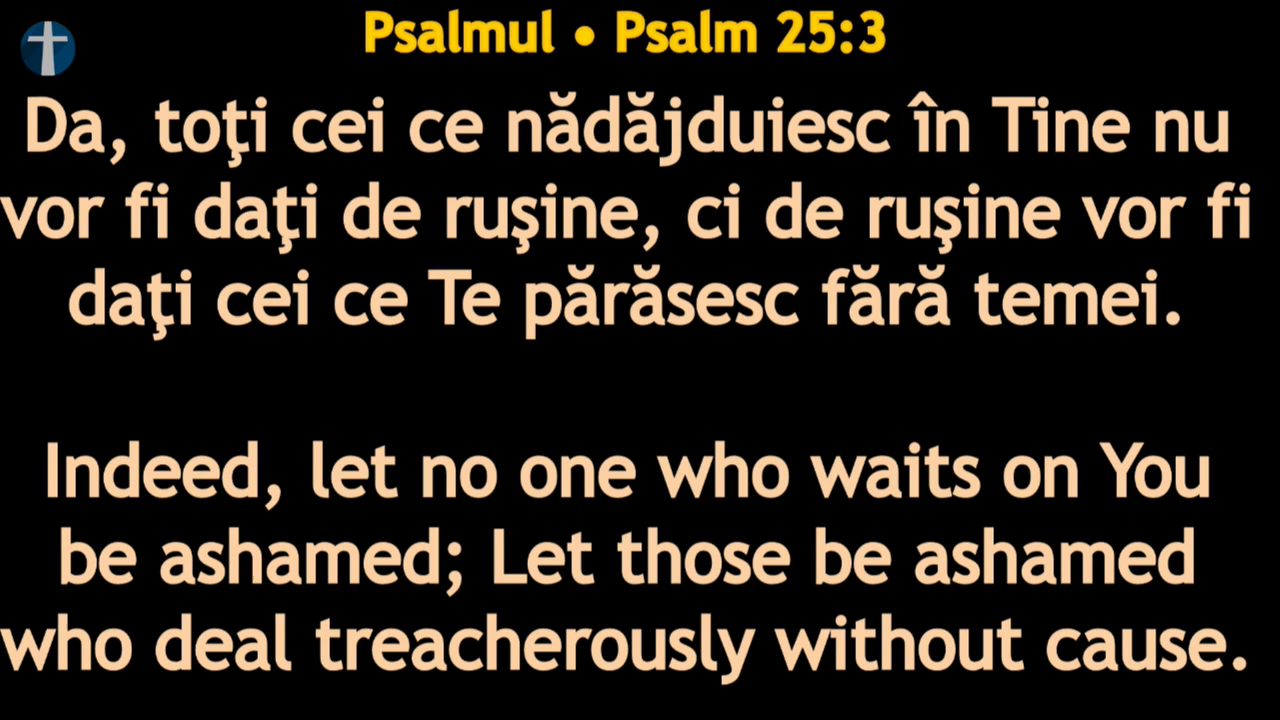 Psalmul • Psalm 25:3
Da, toţi cei ce nădăjduiesc în Tine nu
vor fi daţi de ruşine, ci de ruşine vor fi
daţi cei ce Te părăsesc fără temei.
Indeed, let no one who waits on You
be ashamed; Let those be ashamed
who deal treacherously without cause.